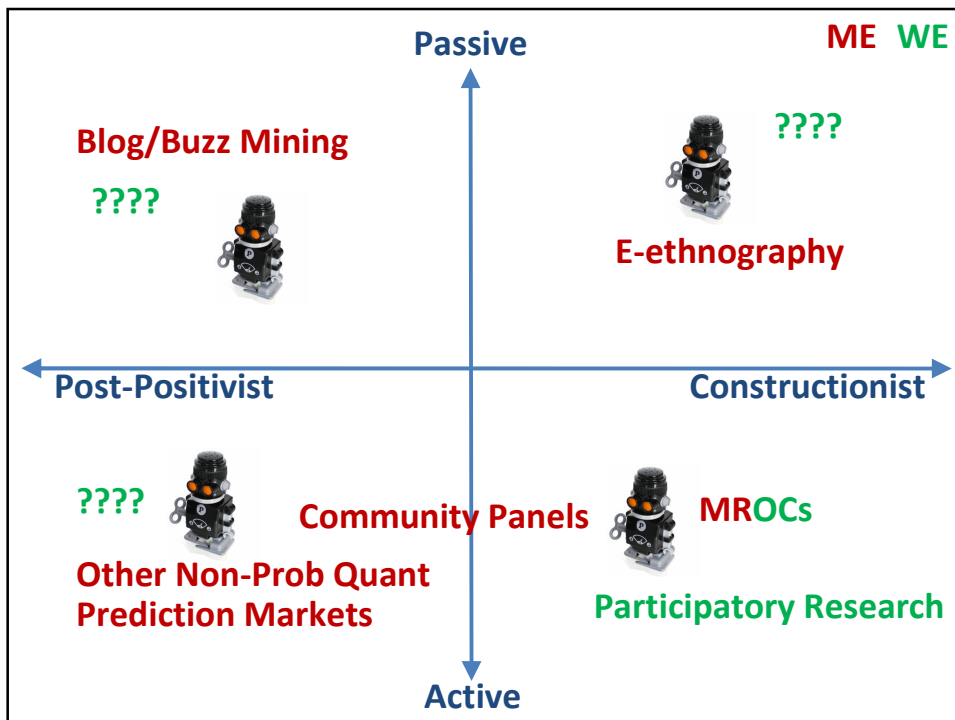 Passive
ME WE
Blog/Buzz Mining
????
????
E-ethnography
Post-Positivist
Constructionist
????
Community Panels
MROCs
Other Non-Prob Quant
Prediction Markets
Participatory Research
Active